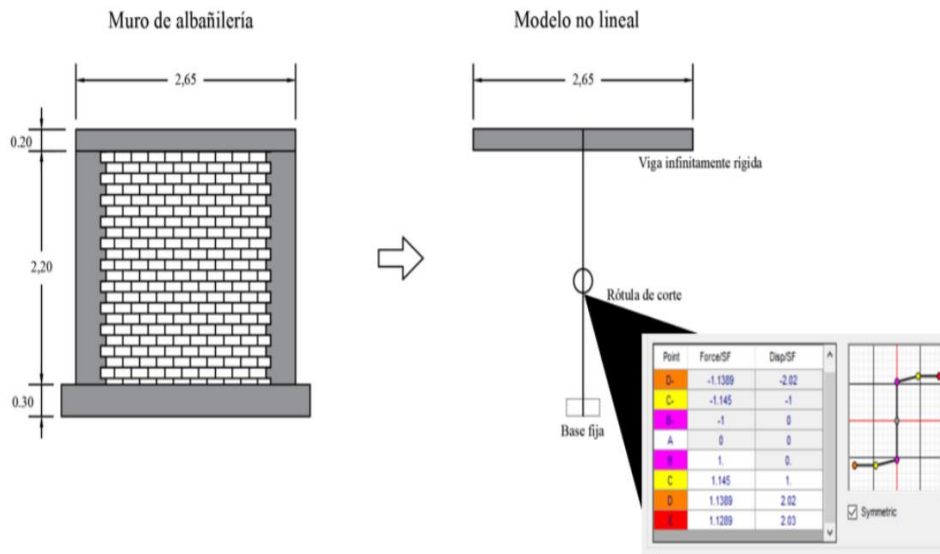 Muro de albañilería
Modelo no lineal
2,65
2,65
0.20
Viga infinitamente rigida
2,20
Rótula de corte
0.30
Base fija
Point Force/SF Disp/SF
D- -1.1389 -2.02
C- -1.145 -1
B- -1 0
A 0 0
B 1. 0.
C 1.145 1.
D 1.1389 2.02
E 1.1289 2.03
Symmetric